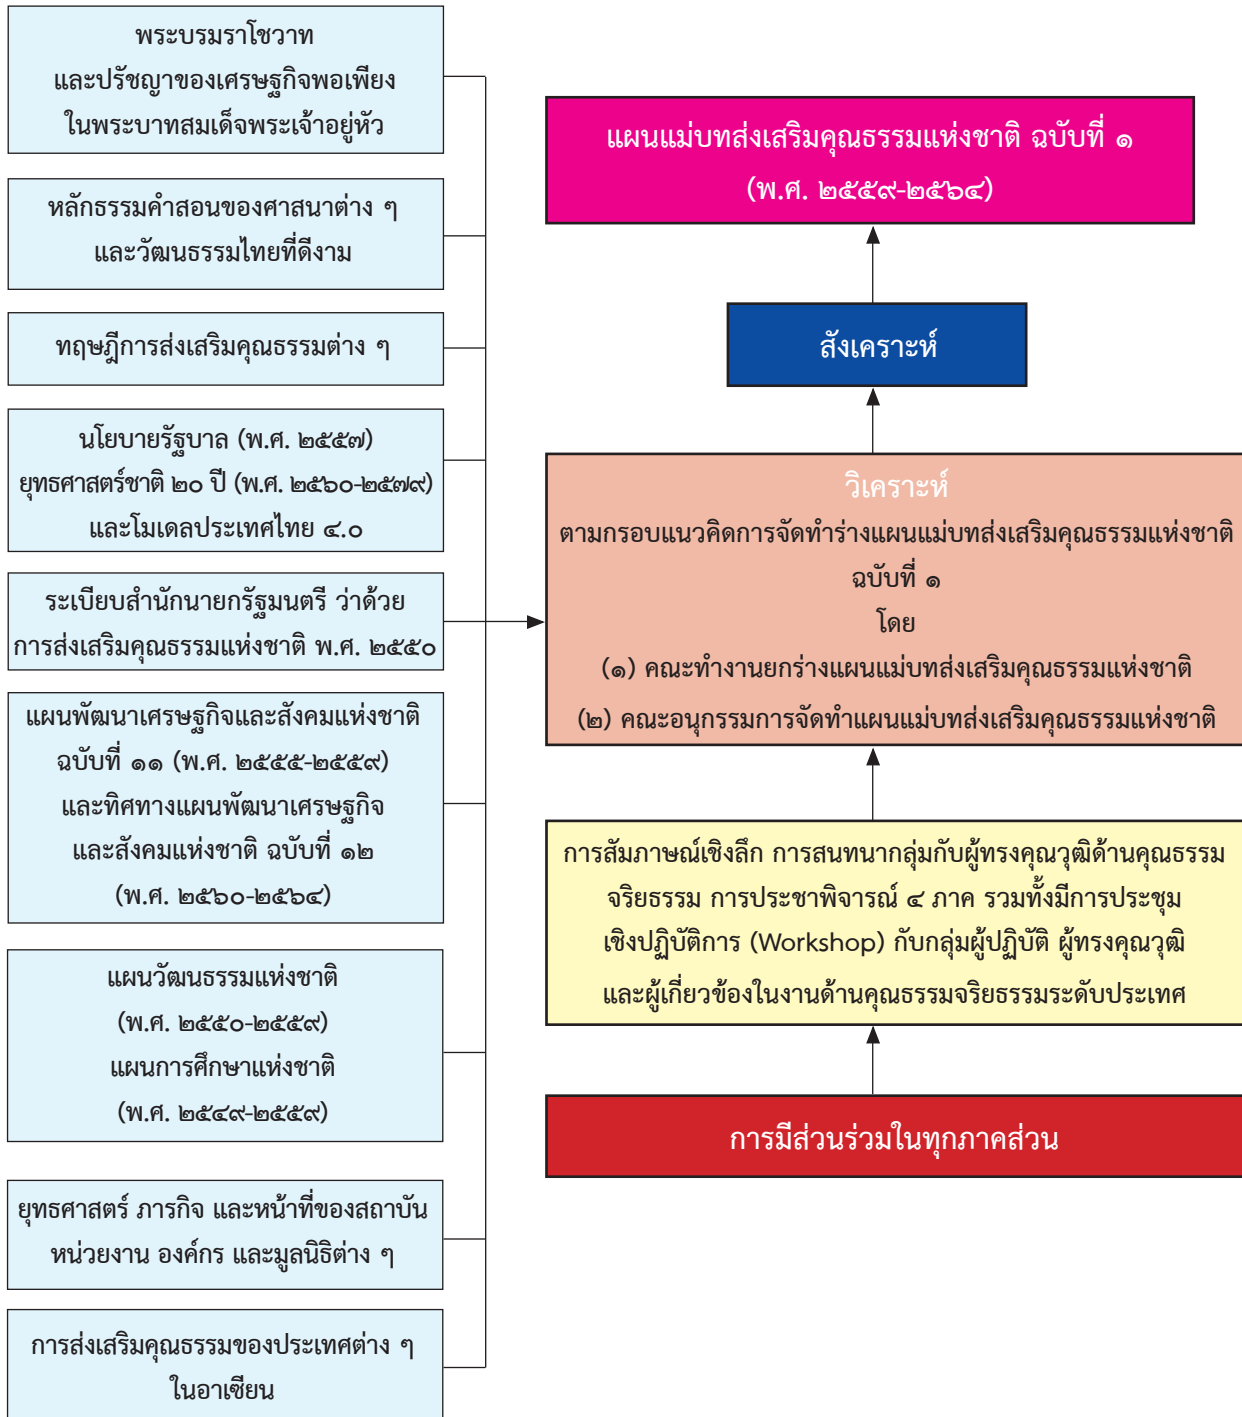 พระบรมราโชวาท
และปรัชญาของเศรษฐกิจพอเพียง
ในพระบาทสมเด็จพระเจ้าอยู่หัว
หลักธรรมคำสอนของศาสนาต่าง ๆ
และวัฒนธรรมไทยที่ดีงาม
ทฤษฎีการส่งเสริมคุณธรรมต่าง ๆ
นโยบายรัฐบาล (พ.ศ. ๒๕๕๗)
ยุทธศาสตร์ชาติ ๒๐ ปี (พ.ศ. ๒๕๖๐-๒๕๗๙)
และโมเดลประเทศไทย ๔.๐
ระเบียบสำนักนายกรัฐมนตรี ว่าด้วย
การส่งเสริมคุณธรรมแห่งชาติ พ.ศ. ๒๕๕๐
แผนพัฒนาเศรษฐกิจและสังคมแห่งชาติ
ฉบับที่ ๑๑ (พ.ศ. ๒๕๕๕-๒๕๕๙)
และทิศทางแผนพัฒนาเศรษฐกิจ
และสังคมแห่งชาติ ฉบับที่ ๑๒
(พ.ศ. ๒๕๖๐-๒๕๖๔)
แผนวัฒนธรรมแห่งชาติ
(พ.ศ. ๒๕๕๐-๒๕๕๙)
แผนการศึกษาแห่งชาติ
(พ.ศ. ๒๕๔๙-๒๕๕๙)
ยุทธศาสตร์ ภารกิจ และหน้าที่ของสถาบัน
หน่วยงาน องค์กร และมูลนิธิต่าง ๆ
การส่งเสริมคุณธรรมของประเทศต่าง ๆ
ในอาเซียน
แผนแม่บทส่งเสริมคุณธรรมแห่งชาติ ฉบับที่ ๑
(พ.ศ. ๒๕๕๙-๒๕๖๔)
สังเคราะห์
วิเคราะห์
ตามกรอบแนวคิดการจัดทำร่างแผนแม่บทส่งเสริมคุณธรรมแห่งชาติ
ฉบับที่ ๑
โดย
(๑) คณะทำงานยกร่างแผนแม่บทส่งเสริมคุณธรรมแห่งชาติ
(๒) คณะอนุกรรมการจัดทำแผนแม่บทส่งเสริมคุณธรรมแห่งชาติ
การสัมภาษณ์เชิงลึก การสนทนากลุ่มกับผู้ทรงคุณวุฒิด้านคุณธรรม
จริยธรรม การประชาพิจารณ์ ๔ ภาค รวมทั้งมีการประชุม
เชิงปฏิบัติการ (Workshop) กับกลุ่มผู้ปฏิบัติ ผู้ทรงคุณวุฒิ
และผู้เกี่ยวข้องในงานด้านคุณธรรมจริยธรรมระดับประเทศ
การมีส่วนร่วมในทุกภาคส่วน